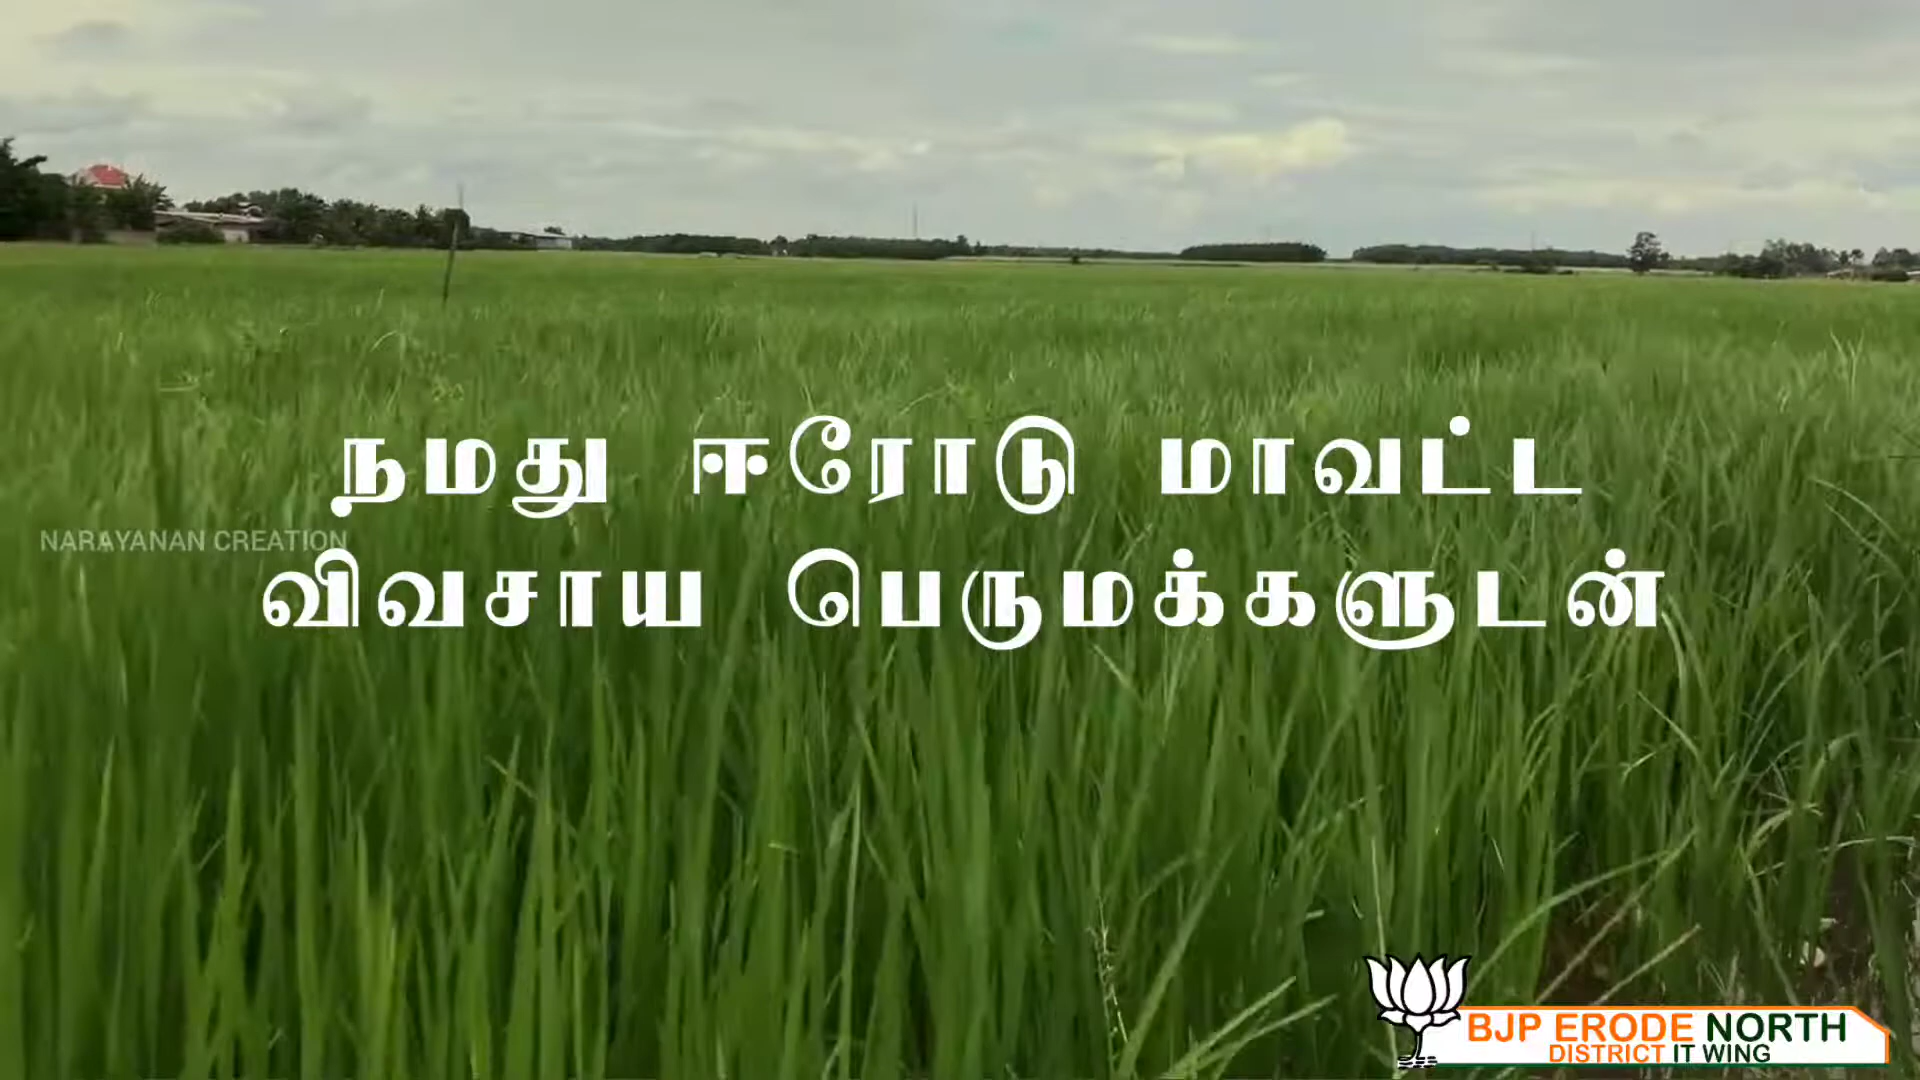 நமது ஈரோடு மாவட்ட
NARAYANAN CREATION
விவசாய பெருமக்களுடன்
BJP ERODE NORTH
DISTRICT IT WING